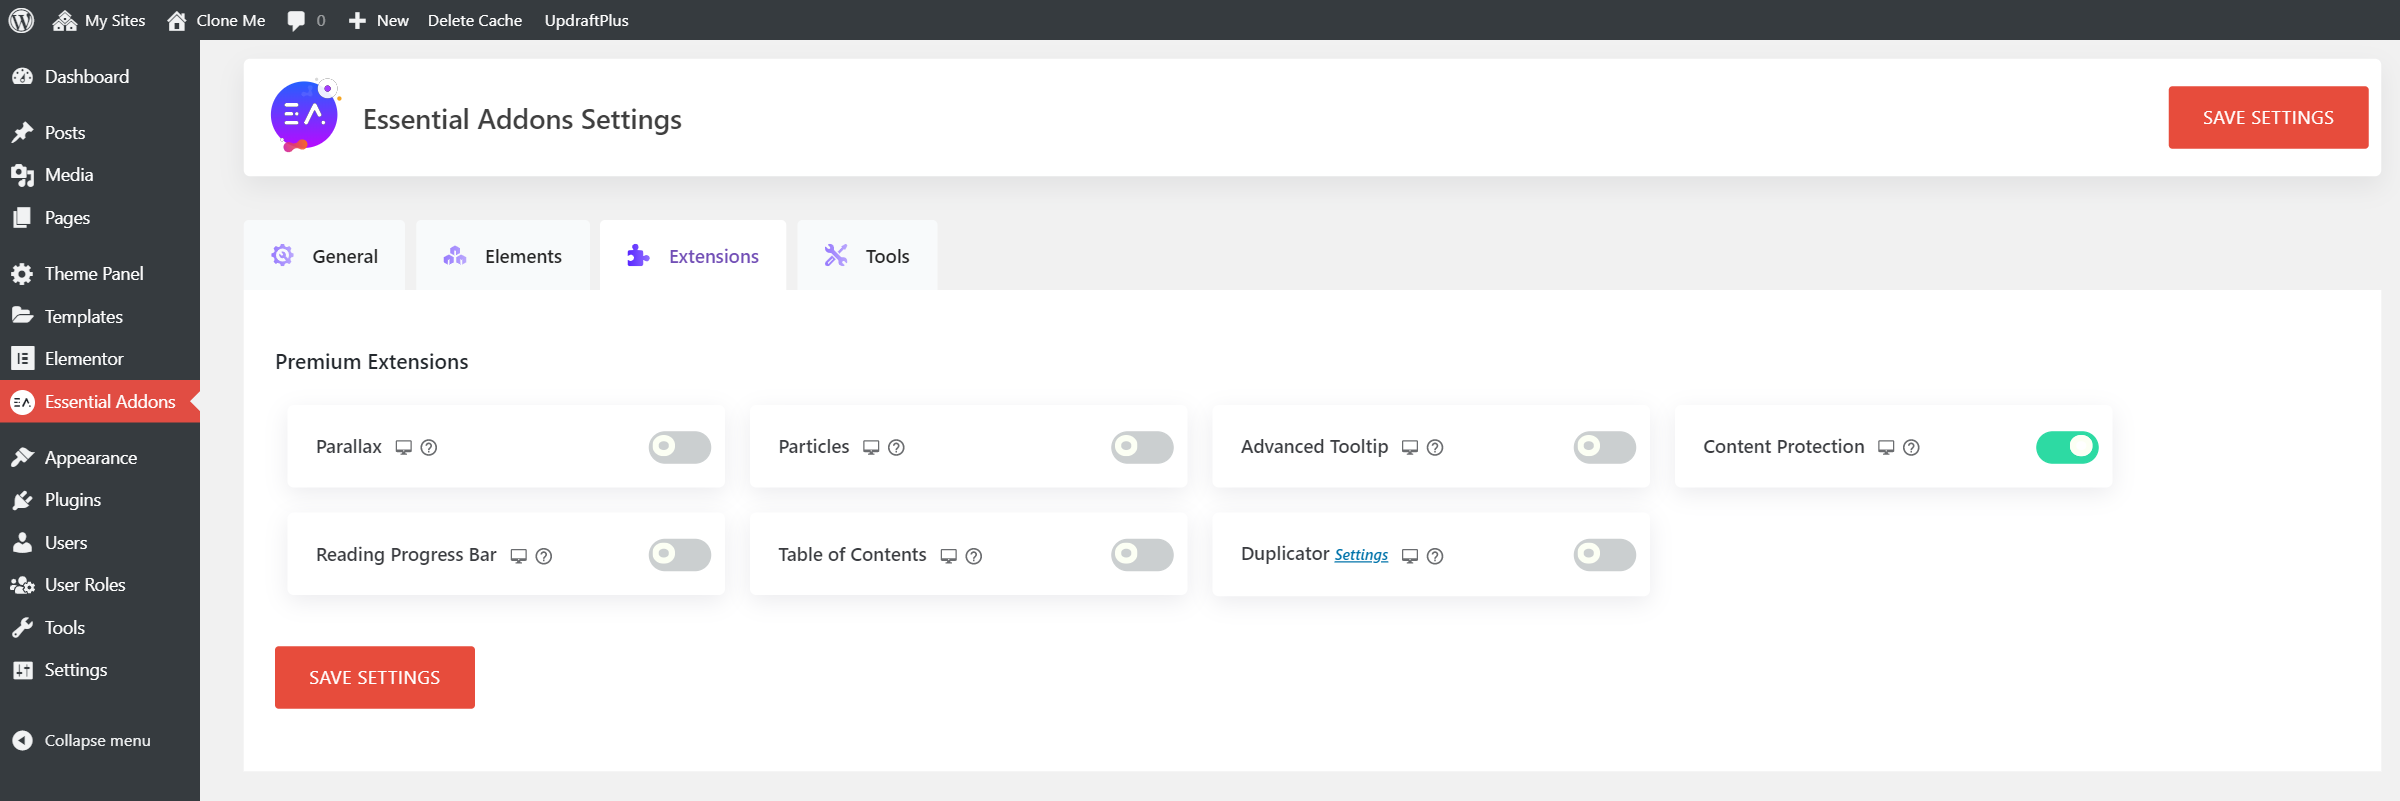 My Sites
Clone Me
0
New
Delete Cache
UpdraftPlus
Dashboard
Posts
Media
Pages
Theme Panel
Templates
Elementor
Essential Addons
Appearance
Plugins
Users
User Roles
Tools
Settings
Collapse menu
EA
Essential Addons Settings
SAVE SETTINGS
General
Elements
Extensions
Tools
Premium Extensions
Parallax
Particles
Advanced Tooltip
Content Protection
Reading Progress Bar
Table of Contents
Duplicator Settings
SAVE SETTINGS